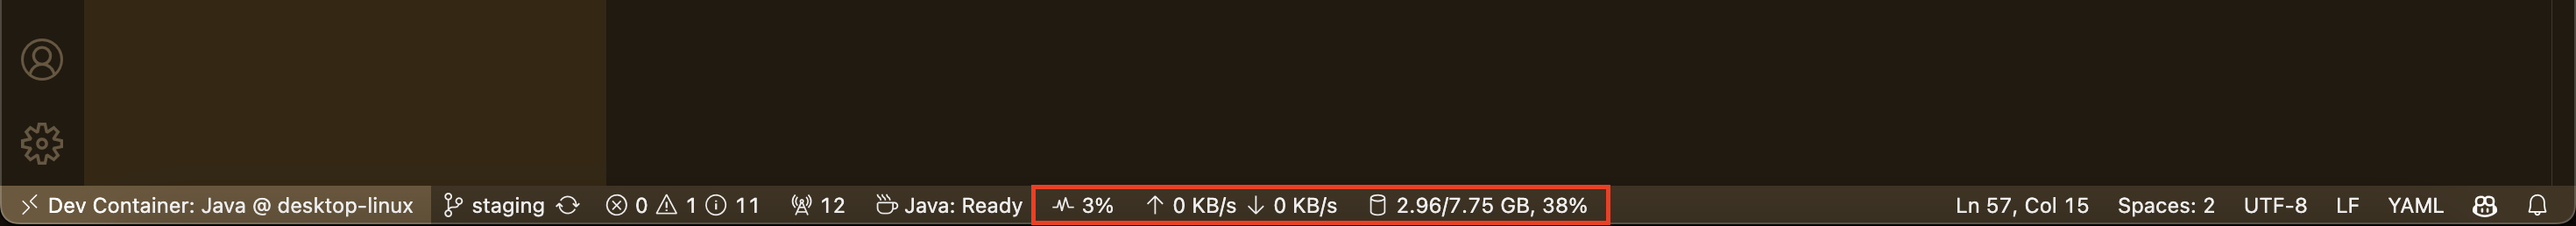 Dev Container: Java @ desktop-linux staging 0 1 11 12 Java: Ready 3% ↑ 0 KB/s ↓ 0 KB/s 2.96/7.75 GB, 38% Ln 57, Col 15 Spaces: 2 UTF-8 LF YAML